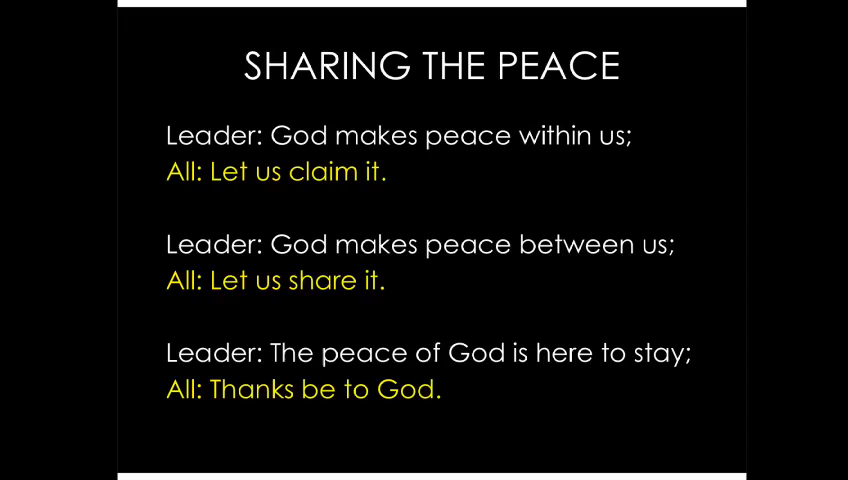 SHARING THE PEACE
Leader: God makes peace within us;
All: Let us claim it.
Leader: God makes peace between us;
All: Let us share it.
Leader: The peace of God is here to stay;
All: Thanks be to God.